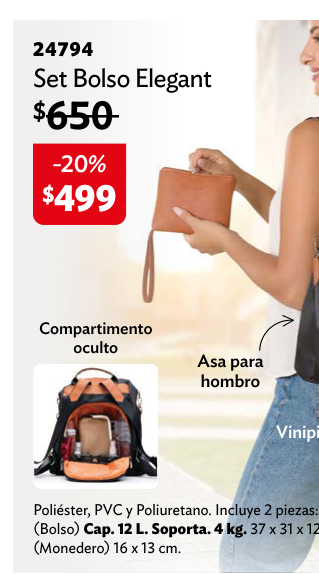 24794
Set Bolso Elegant
$650
-20%
$499
Compartimento
oculto
Asa para
hombro
Poliéster, PVC y Poliuretano. Incluye 2 piezas:
(Bolso) Cap. 12 L. Soporta. 4 kg. 37 x 31 x 12
(Monedero) 16 x 13 cm.